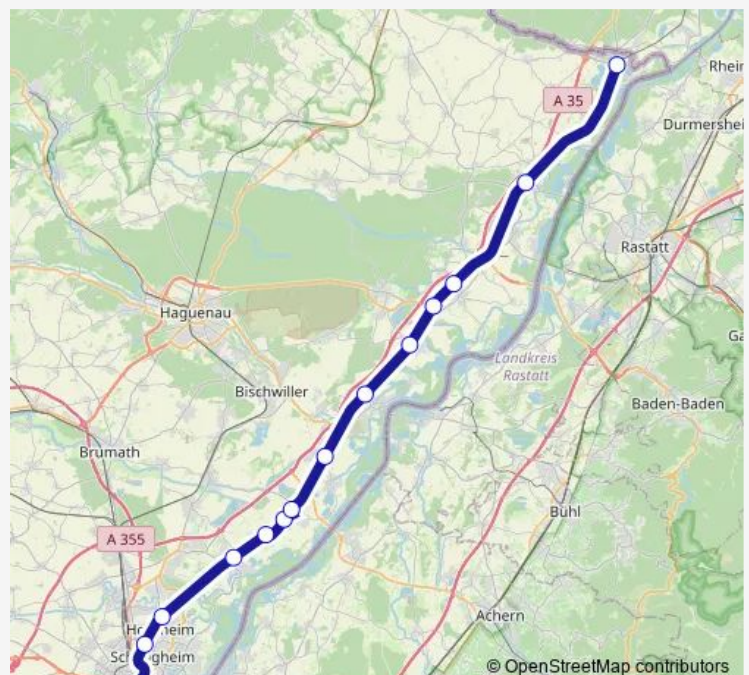 Rhein
A 35
Durmershei
Rastatt
Haguenau
Landkreis
Rastatt
Bischwiller
Baden-Baden
Brumath
Bühl
A 355
Achern
© OpenStreetMap contributors